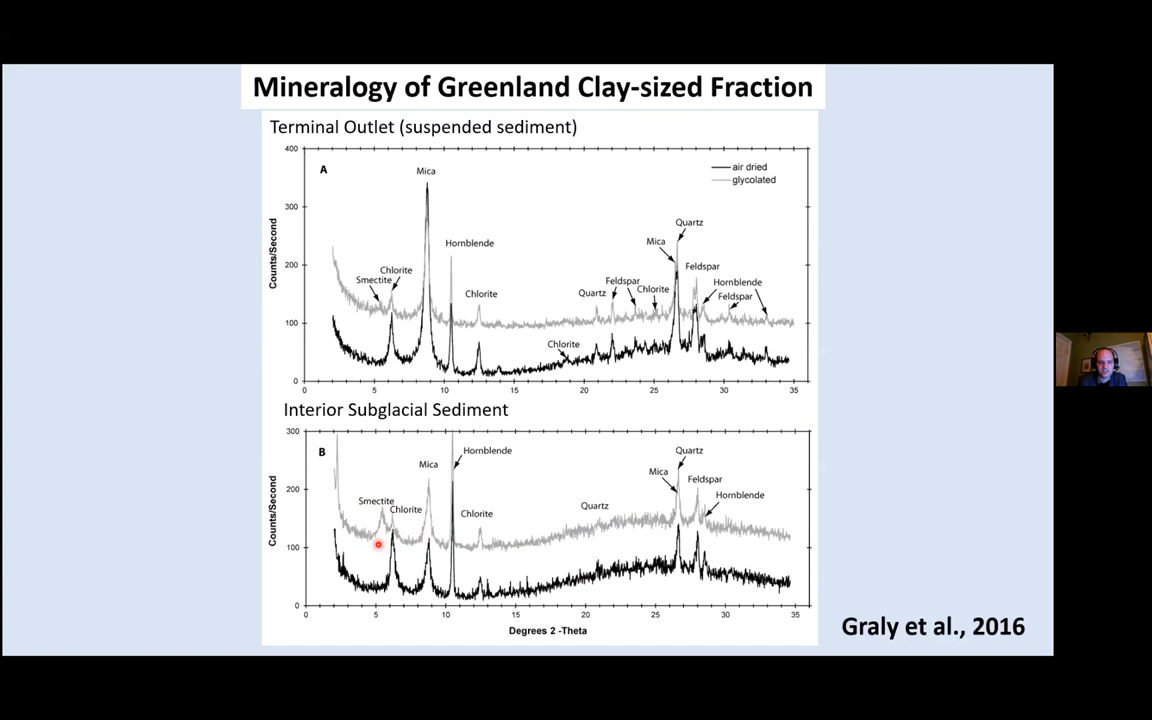 Mineralogy of Greenland Clay-sized Fraction
Terminal Outlet (suspended sediment)
400
A
Mica
air dried
glycolated
300
Counts/Second
Quartz
Hornblende
Mica
200
Chlorite
Smectite
Feldspar
Feldspar
Hornblende
Chlorite
Quartz
Chlorite
Feldspar
100
Chlorite
0
0 5 10 15 20 25 30 35
Interior Subglacial Sediment
300
B
Hornblende
Quartz
Mica
Mica
Feldspar
200
Counts/Second
Hornblende
Smectite
Chlorite
Chlorite
Quartz
100
0
0 5 10 15 20 25 30 35
Degrees 2 -Theta
Graly et al., 2016